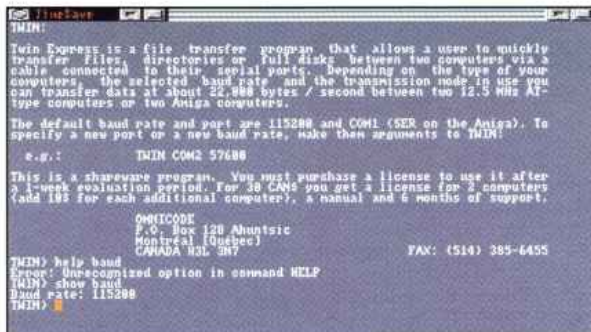 TWIN:
Twin Express is a file transfer program that allows a user to quickly
transfer files, directories or full disks between two computers via a
cable connected to their serial ports. Depending on the type of your
computers, the selected baud rate and the transmission mode in use you
can transfer data at about 22,000 bytes / second between two 12.5 MHz AT-
type computers or two Amiga computers.
The default baud rate and port are 115200 and COM1 (SER on the Amiga). To
specify a new port or a new baud rate, make them arguments to TWIN:
e.g.: TWIN COM2 57600
This is a shareware program. You must purchase a license to use it after
a 1-week evaluation period. For 30 CAN$ you get a license for 2 computers
(add 10$ for each additional computer), a manual and 6 months of support.
OMNICODE
P.O. Box 120 Ahuntsic
Montréal [Québec]
CANADA H3L 3N7 FAX: (514) 385-6455
TWIN> help baud
Error! Unrecognized option in command HELP
TWIN> show baud
Baud rate: 115200
TWIN>